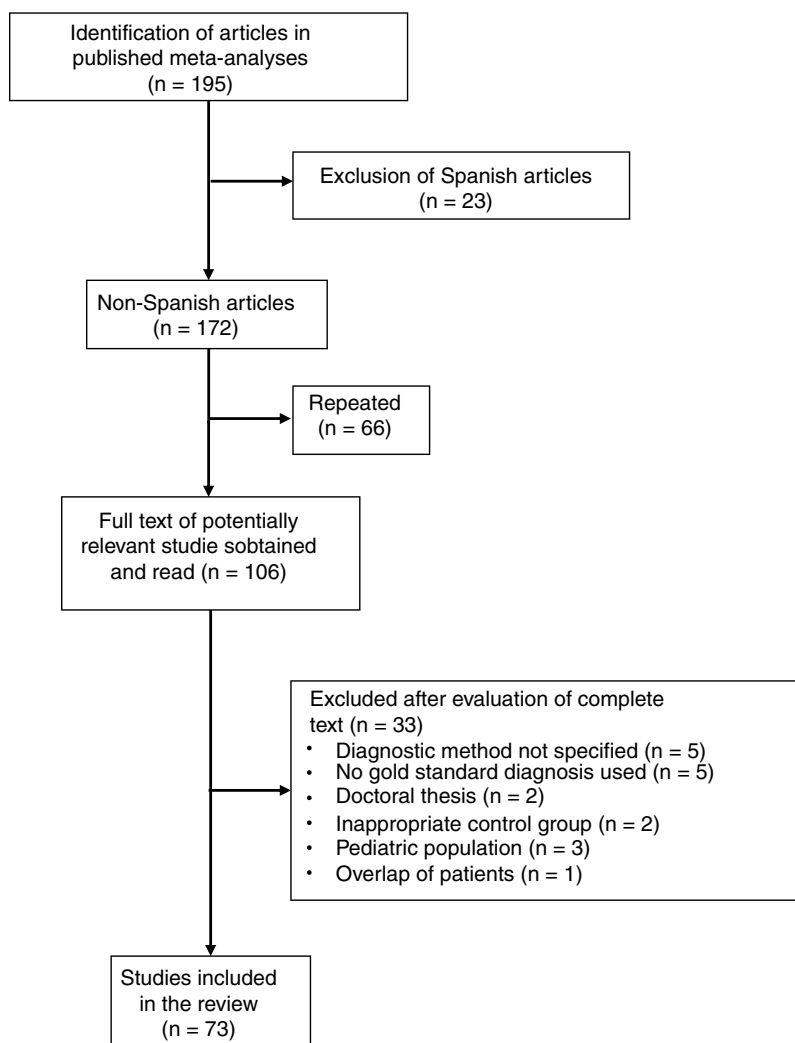 Identification of articles in
published meta-analyses
(n = 195)
Exclusion of Spanish articles
(n = 23)
Non-Spanish articles
(n = 172)
Repeated
(n = 66)
Full text of potentially
relevant studie sobtained
and read (n = 106)
Excluded after evaluation of complete
text (n = 33)
• Diagnostic method not specified (n = 5)
• No gold standard diagnosis used (n = 5)
• Doctoral thesis (n = 2)
• Inappropriate control group (n = 2)
• Pediatric population (n = 3)
• Overlap of patients (n = 1)
Studies included
in the review
(n = 73)